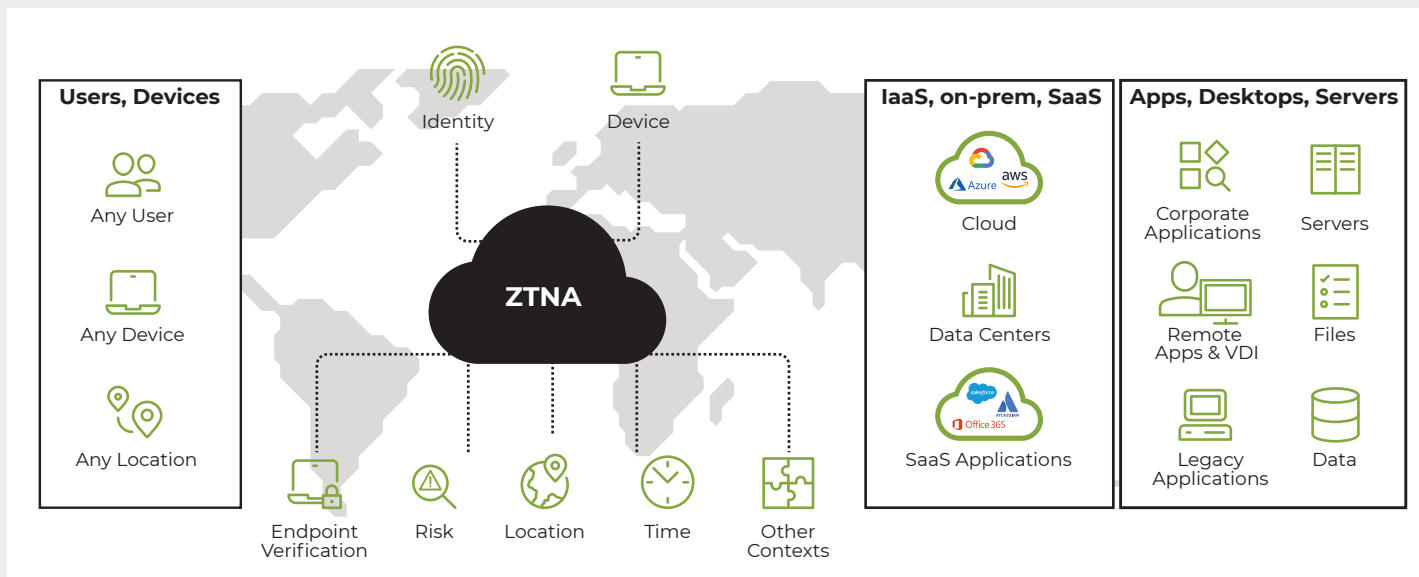 Users, Devices
Any User
Any Device
Any Location
Identity
Device
ZTNA
Endpoint
Verification
Risk
Location
Time
Other
Contexts
IaaS, on-prem, SaaS
Azure
aws
Cloud
Data Centers
salesforce
ATLASSIAN
Office 365
SaaS Applications
Apps, Desktops, Servers
Corporate
Applications
Servers
Remote
Apps & VDI
Files
Legacy
Applications
Data